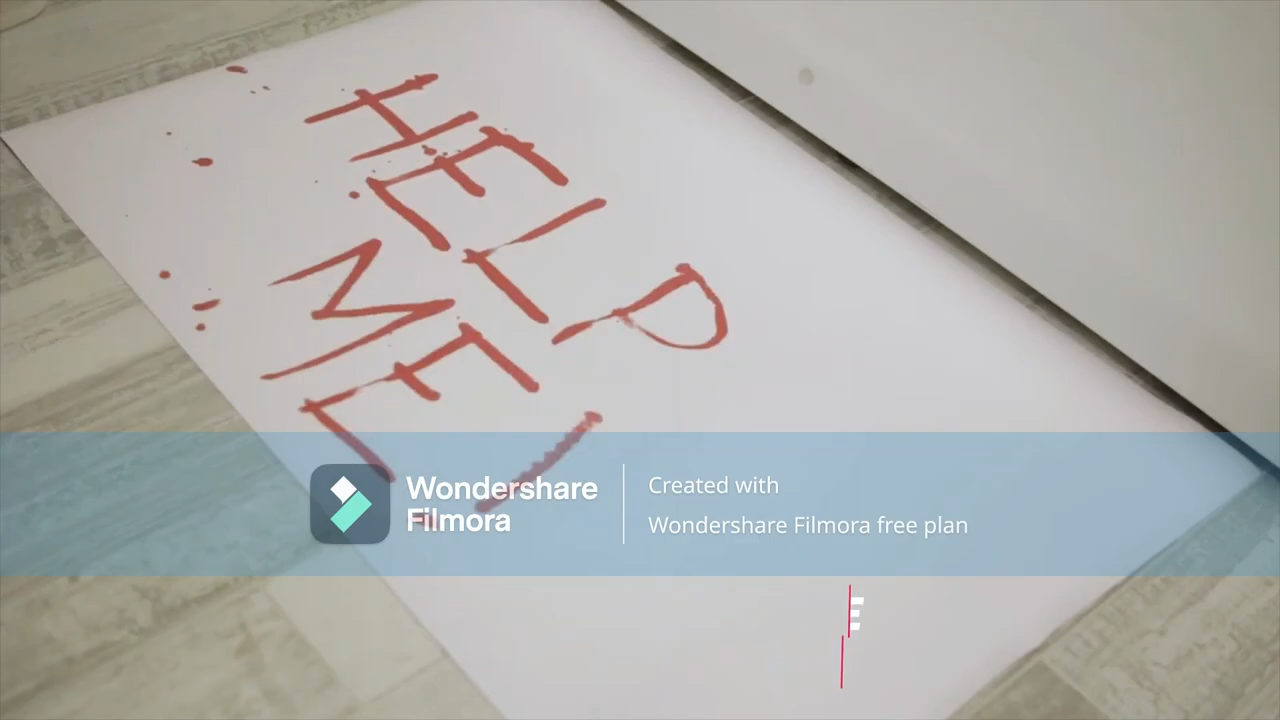 HELP
ME!
Wondershare
Filmora
Created with
Wondershare Filmora free plan
E